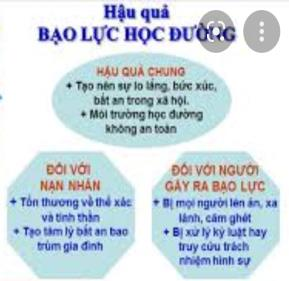 Hậu quả
BẠO LỰC HỌC ĐƯỜNG
HẬU QUẢ CHUNG
+ Tạo nên sự lo lắng, bức xúc,
bất an trong xã hội.
+ Môi trường học đường
không an toàn
ĐỐI VỚI
NẠN NHÂN
+ Tổn thương về thể xác
và tinh thần
+ Tạo tâm lý bất an bao
trùm gia đình
ĐỐI VỚI NGƯỜI
GÂY RA BẠO LỰC
+ Bị mọi người lên án, xa
lánh, căm ghét
+ Bị xử lý kỷ luật hay
truy cứu trách
nhiệm hình sự